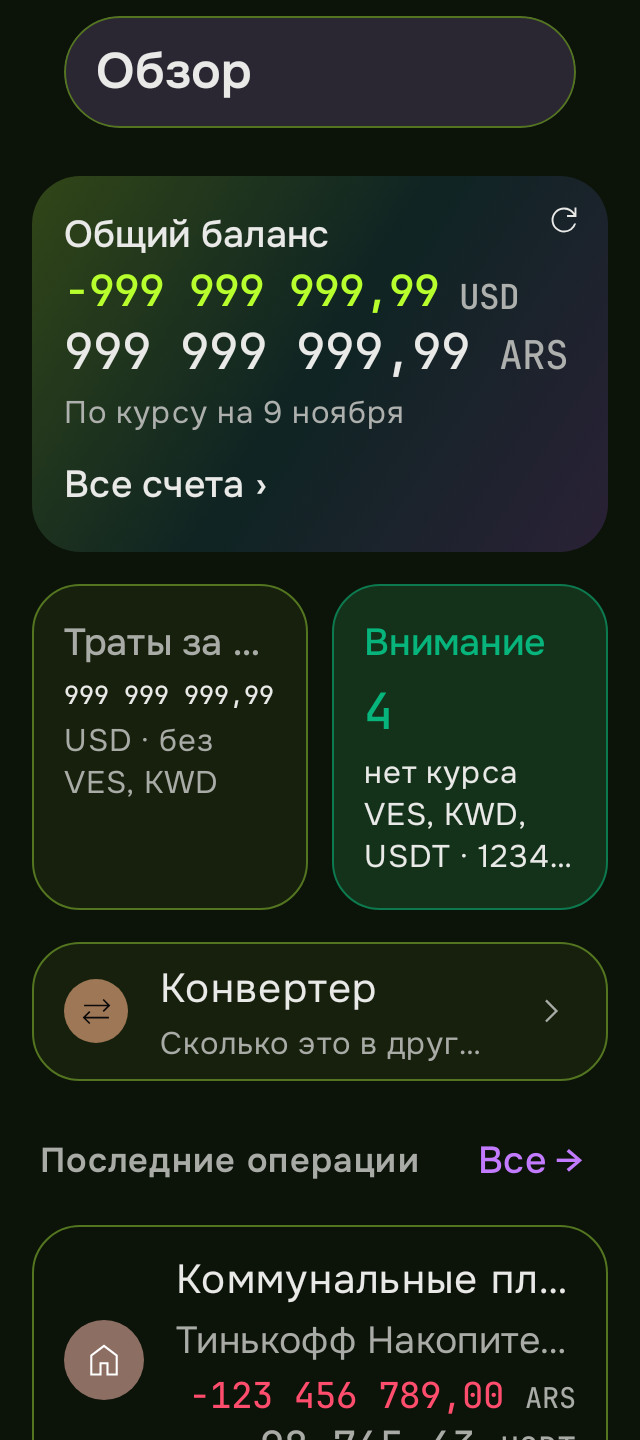 Обзор
Общий баланс
-999 999 999,99 USD
999 999 999,99 ARS
По курсу на 9 ноября
Все счета ›
Траты за ...
999 999 999,99
USD · без
VES, KWD
Внимание
4
нет курса
VES, KWD,
USDT · 1234...
Конвертер
Сколько это в друг...
Последние операции
Все →
Коммунальные пл...
Тинькофф Накопите...
-123 456 789,00 ARS